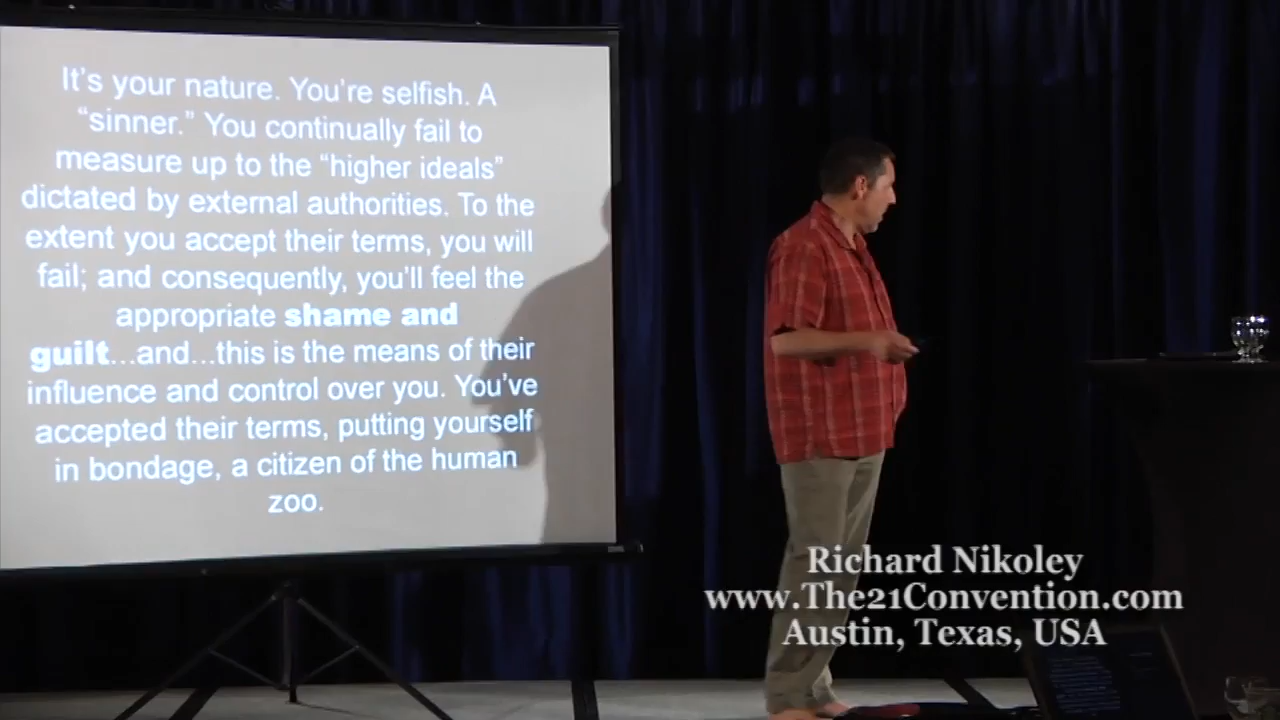 It's your nature. You're selfish. A
“sinner.” You continually fail to
measure up to the “higher ideals”
dictated by external authorities. To the
extent you accept their terms, you will
fail; and consequently, you'll feel the
appropriate shame and
guilt...and...this is the means of their
influence and control over you. You've
accepted their terms, putting yourself
in bondage, a citizen of the human
zoo.
Richard Nikoley
www.The21Convention.com
Austin, Texas, USA